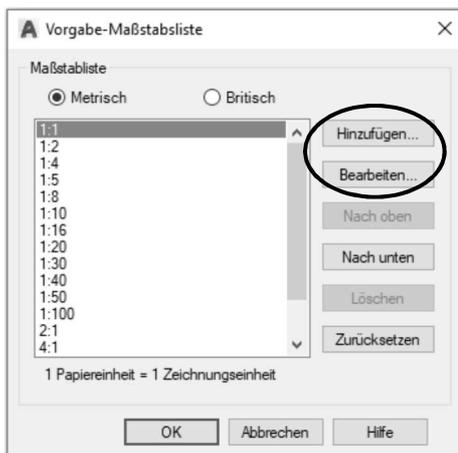 Vorgabe-Maßstabsliste
Maßstabliste
Metrisch
Britisch
1:1
1:2
1:4
1:5
1:8
1:10
1:16
1:20
1:30
1:40
1:50
1:100
2:1
4:1
Hinzufügen...
Bearbeiten...
Nach oben
Nach unten
Löschen
Zurücksetzen
1 Papiereinheit = 1 Zeichnungseinheit
OK
Abbrechen
Hilfe